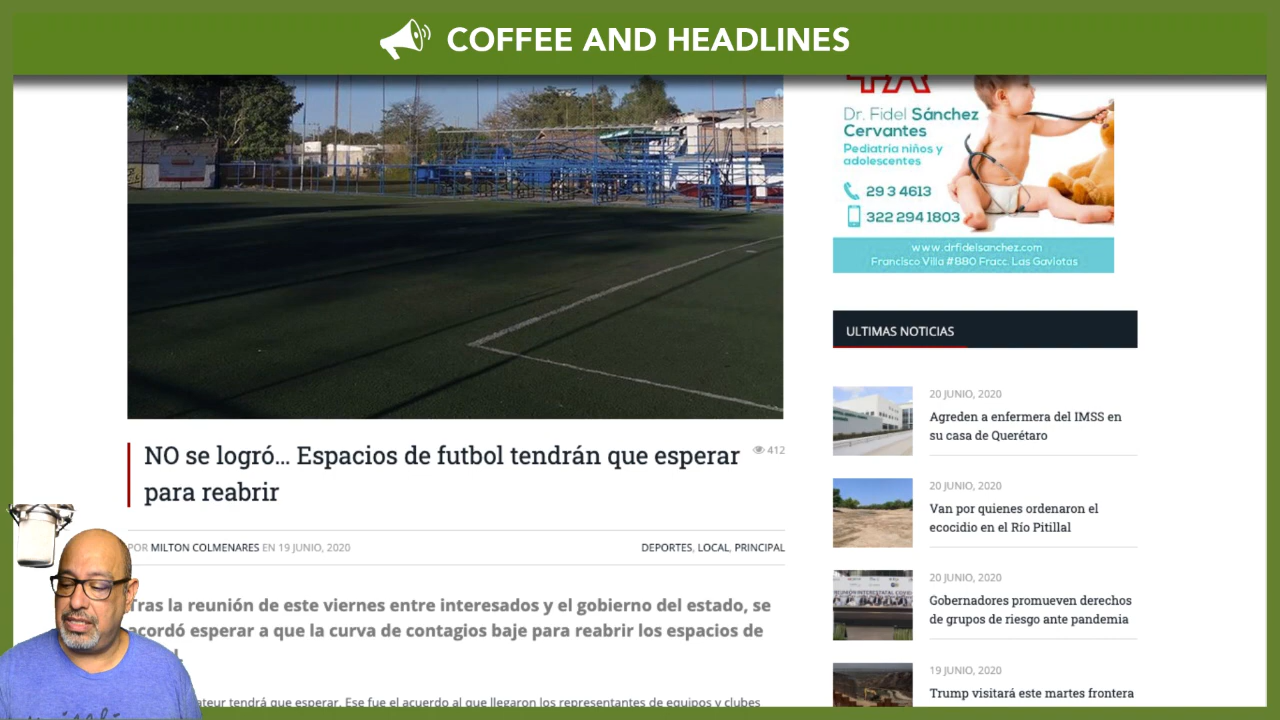 COFFEE AND HEADLINES
Dr. Fidel Sánchez
Cervantes
Pediatría niños y
adolescentes
29 3 4613
322 294 1803
www.drfidelsanchez.com
Francisco Villa #880 Fracc. Las Gaviotas
ULTIMAS NOTICIAS
20 JUNIO, 2020
Agreden a enfermera del IMSS en
su casa de Querétaro
20 JUNIO, 2020
Van por quienes ordenaron el
ecocidio en el Río Pitillal
20 JUNIO, 2020
Gobernadores promueven derechos
de grupos de riesgo ante pandemia
19 JUNIO, 2020
Trump visitará este martes frontera
NO se logró... Espacios de futbol tendrán que esperar
para reabrir
412
POR MILTON COLMENARES EN 19 JUNIO, 2020
DEPORTES, LOCAL, PRINCIPAL
Tras la reunión de este viernes entre interesados y el gobierno del estado, se
acordó esperar a que la curva de contagios baje para reabrir los espacios de
tendrá que esperar. Ese fue el acuerdo al que llegaron los representantes de equipos y clubes